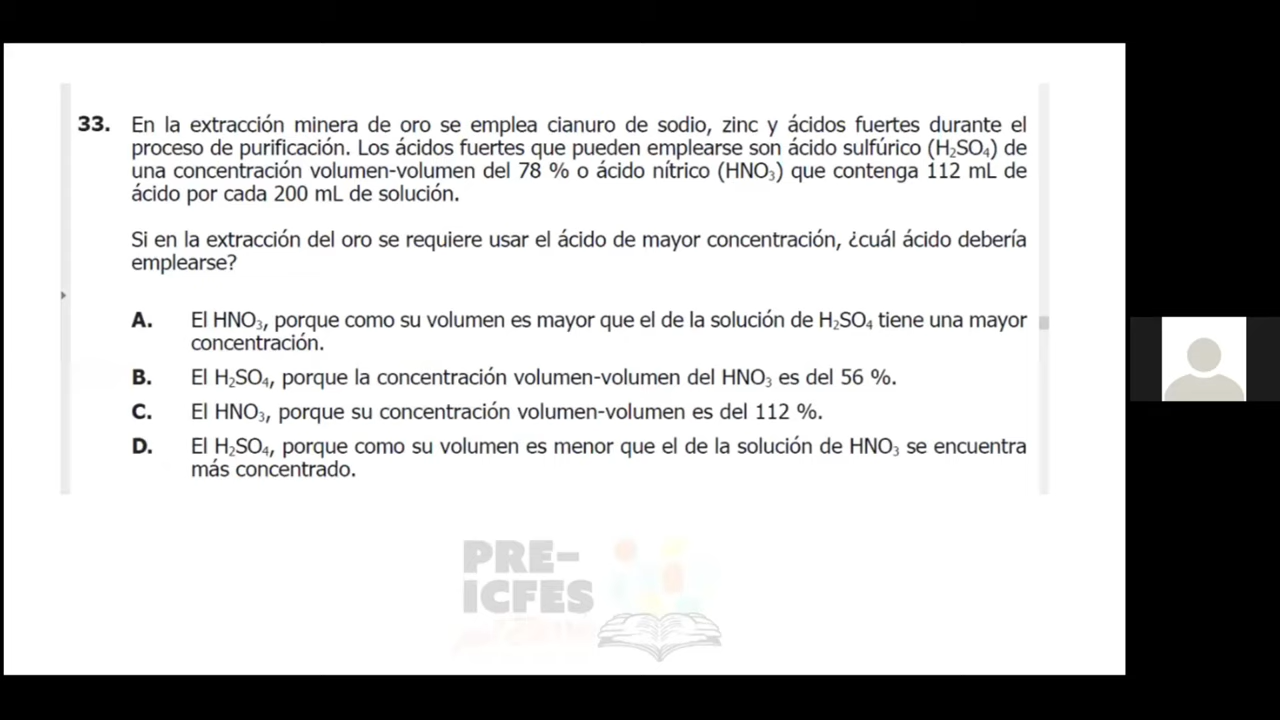 33. En la extracción minera de oro se emplea cianuro de sodio, zinc y ácidos fuertes durante el
proceso de purificación. Los ácidos fuertes que pueden emplearse son ácido sulfúrico (H₂SO₄) de
una concentración volumen-volumen del 78 % o ácido nítrico (HNO₃) que contenga 112 mL de
ácido por cada 200 mL de solución.
Si en la extracción del oro se requiere usar el ácido de mayor concentración, ¿cuál ácido debería
emplearse?
A. El HNO₃, porque como su volumen es mayor que el de la solución de H₂SO₄ tiene una mayor
concentración.
B. El H₂SO₄, porque la concentración volumen-volumen del HNO₃ es del 56 %.
C. El HNO₃, porque su concentración volumen-volumen es del 112 %.
D. El H₂SO₄, porque como su volumen es menor que el de la solución de HNO₃ se encuentra
más concentrado.
PRE-
ICFES